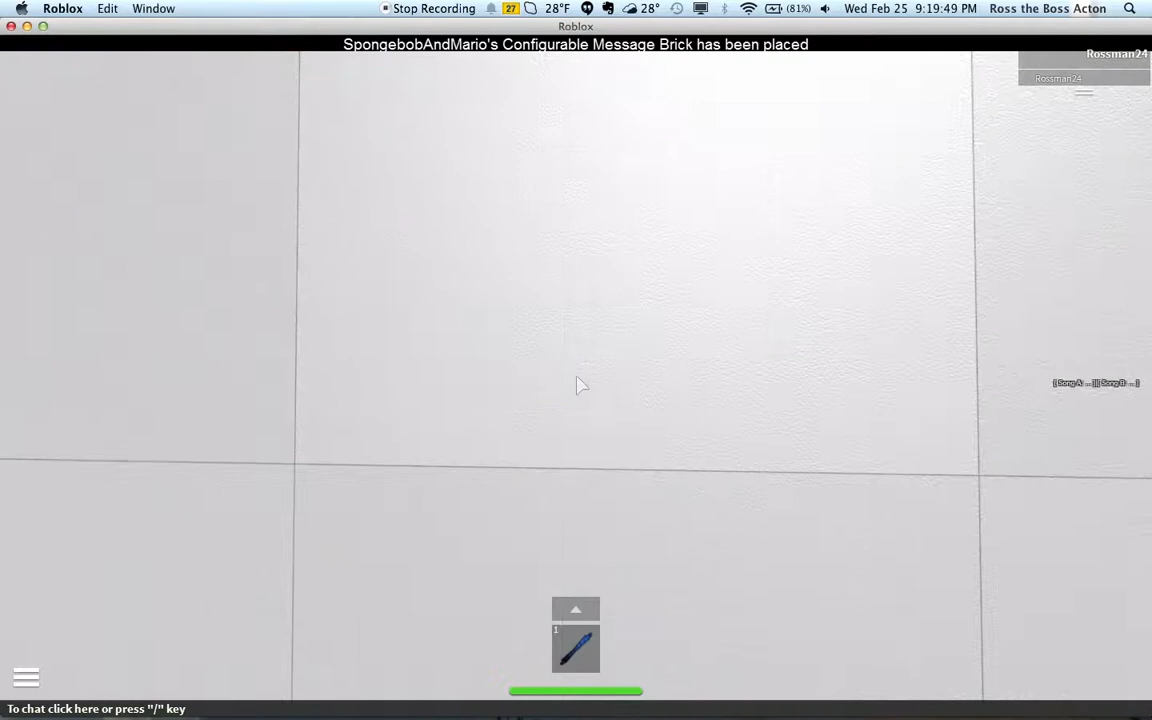 Roblox Edit Window Stop Recording 27 28°F 28° (81%) Wed Feb 25 9:19:49 PM Ross the Boss Acton
Roblox
SpongebobAndMario's Configurable Message Brick has been placed
Rossman24
Rossman24
[ Song A: ... ][ Song B: ... ]
1
To chat click here or press "/" key